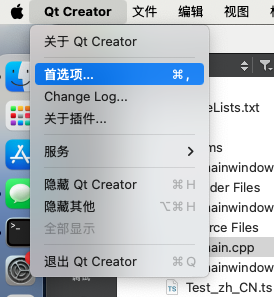 Qt Creator 文件 编辑 视图
关于 Qt Creator
首选项... ⌘ ,
Change Log...
关于插件...
服务
隐藏 Qt Creator ⌘ H
隐藏其他 ⌥ ⌘ H
全部显示
退出 Qt Creator ⌘ Q
eLists.txt
ms
ainwindow
der Files
ainwindow
rce Files
ain.cpp
ainwindow
Test_zh_CN.ts